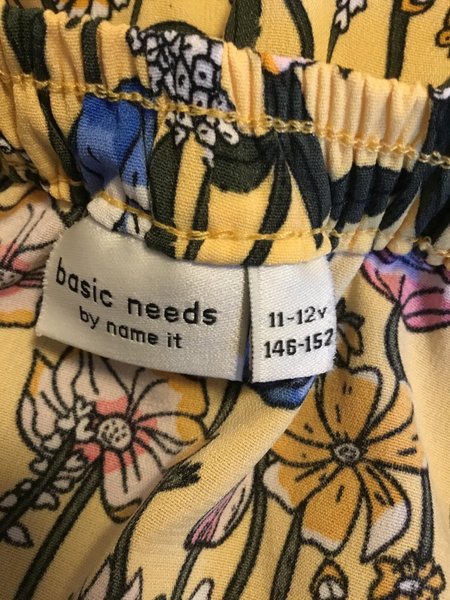 basic needs
by name it
11-12y
146-152